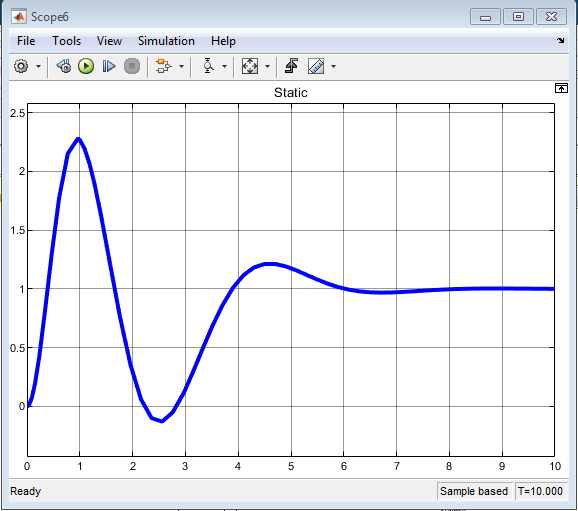 Scope6
File Tools View Simulation Help
Static
2.5
2
1.5
1
0.5
0
0 1 2 3 4 5 6 7 8 9 10
Ready Sample based T=10.000